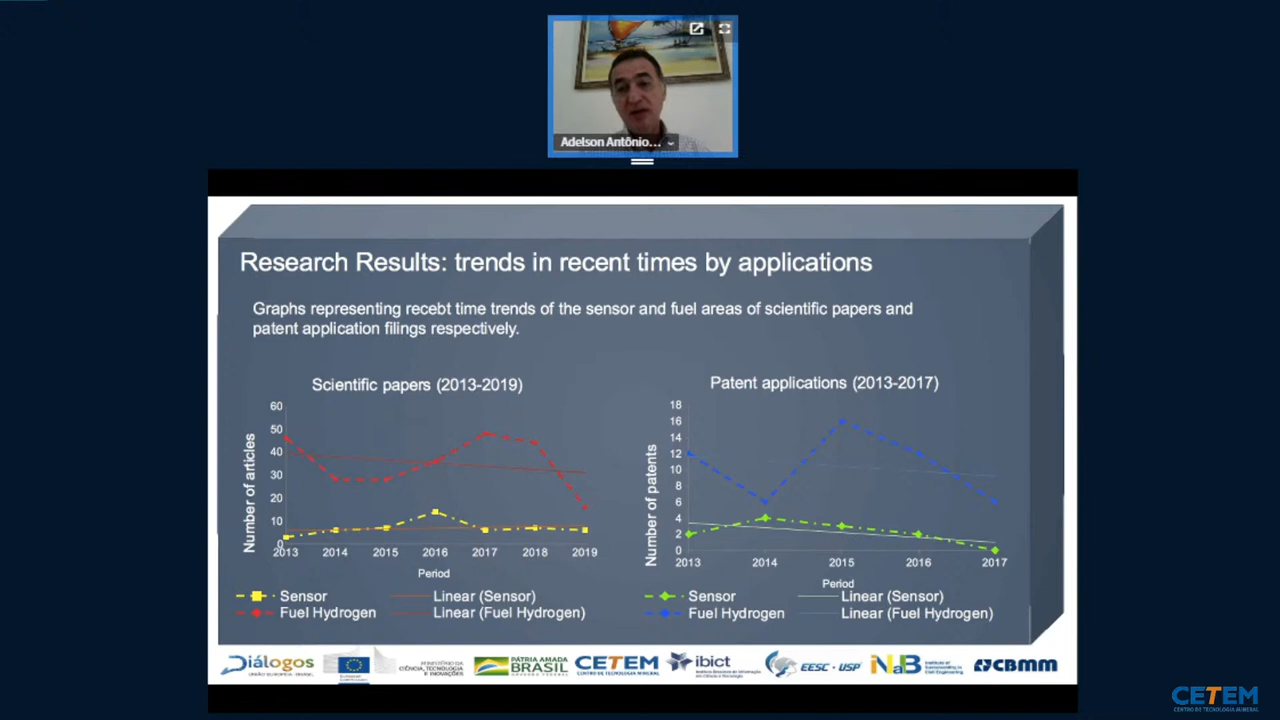 Adelson Antônio...
Research Results: trends in recent times by applications
Graphs representing recebt time trends of the sensor and fuel areas of scientific papers and
patent application filings respectively.
Scientific papers (2013-2019)
Number of articles
60
50
40
30
20
10
0
2013 2014 2015 2016 2017 2018 2019
Period
Sensor Linear (Sensor)
Fuel Hydrogen Linear (Fuel Hydrogen)
Patent applications (2013-2017)
Number of patents
18
16
14
12
10
8
6
4
2
0
2013 2014 2015 2016 2017
Period
Sensor Linear (Sensor)
Fuel Hydrogen Linear (Fuel Hydrogen)
Diálogos
UNIÃO EUROPEIA - BRASIL
MINISTÉRIO DA
CIÊNCIA, TECNOLOGIA
E INOVAÇÕES
PÁTRIA AMADA
BRASIL
GOVERNO FEDERAL
CETEM
CENTRO DE TECNOLOGIA MINERAL
ibict
Instituto Brasileiro de Informação
em Ciência e Tecnologia
EESC • USP
NaB
CBMM
CETEM
CENTRO DE TECNOLOGIA MINERAL